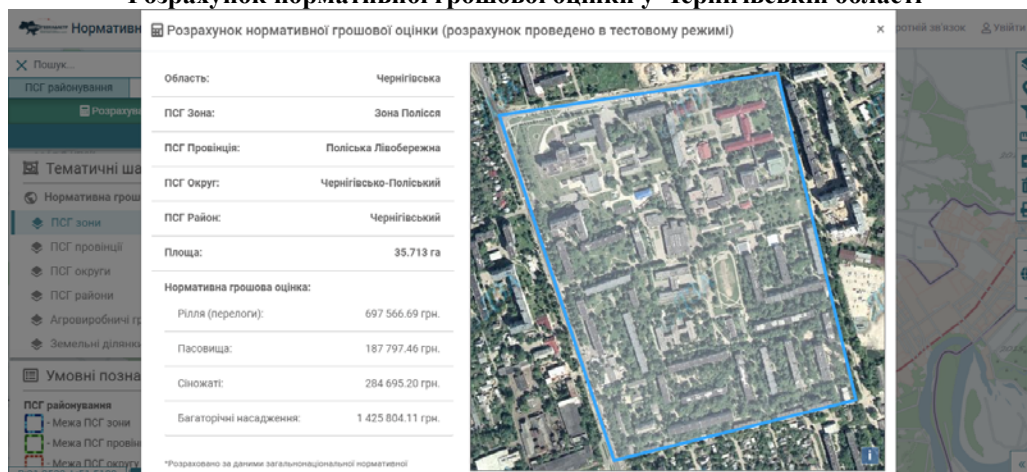 Розрахунок нормативної грошової оцінки у Чернігівській області
Нормативн
Розрахунок нормативної грошової оцінки (розрахунок проведено в тестовому режимі)
×
ротній зв'язок
Увійти
Пошук...
ПСГ районування
Розрахува
Тематичні ша
Нормативна грош
ПСГ зони
ПСГ провінції
ПСГ округи
ПСГ райони
Агровиробничі гр
Земельні ділянки
Умовні позна
ПСГ районування
- Межа ПСГ зони
- Межа ПСГ провін
- Межа ПСГ округу
Область: Чернігівська
ПСГ Зона: Зона Полісся
ПСГ Провінція: Поліська Лівобережна
ПСГ Округ: Чернігівсько-Поліський
ПСГ Район: Чернігівський
Площа: 35.713 га
Нормативна грошова оцінка:
Рілля (перелоги): 697 566.69 грн.
Пасовища: 187 797.46 грн.
Сіножаті: 284 695.20 грн.
Багаторічні насадження: 1 425 804.11 грн.
*Розраховано за даними загальнонаціональної нормативної